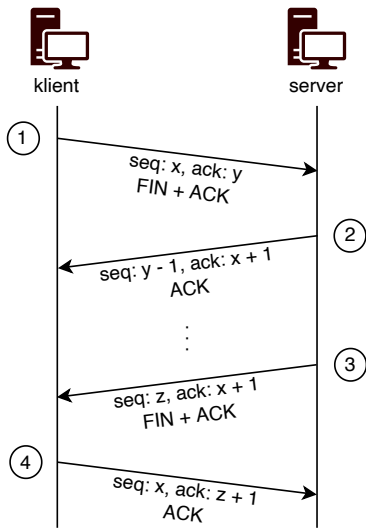 klient
server
1
seq: x, ack: y
FIN + ACK
2
seq: y - 1, ack: x + 1
ACK
3
seq: z, ack: x + 1
FIN + ACK
4
seq: x, ack: z + 1
ACK